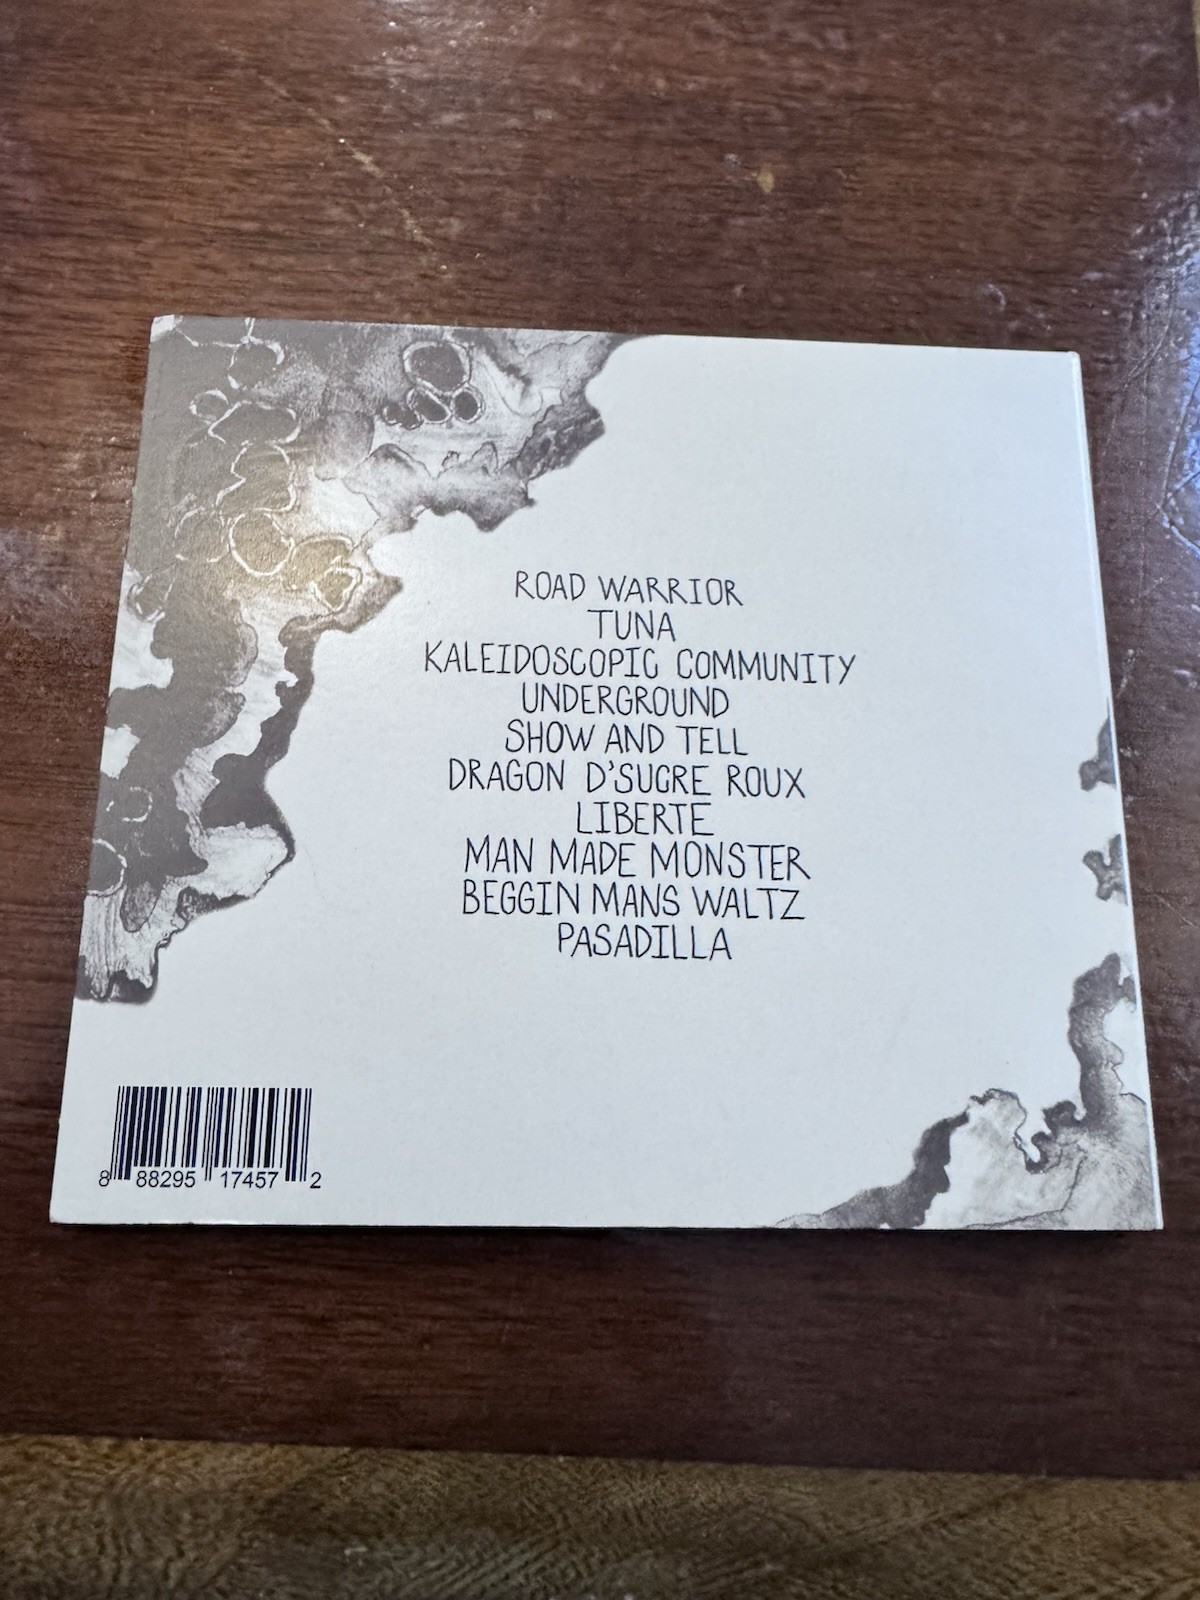 ROAD WARRIOR
TUNA
KALEIDOSCOPIC COMMUNITY
UNDERGROUND
SHOW AND TELL
DRAGON D'SUCRE ROUX
LIBERTE
MAN MADE MONSTER
BEGGIN MANS WALTZ
PASADILLA
8 88295 17457 2